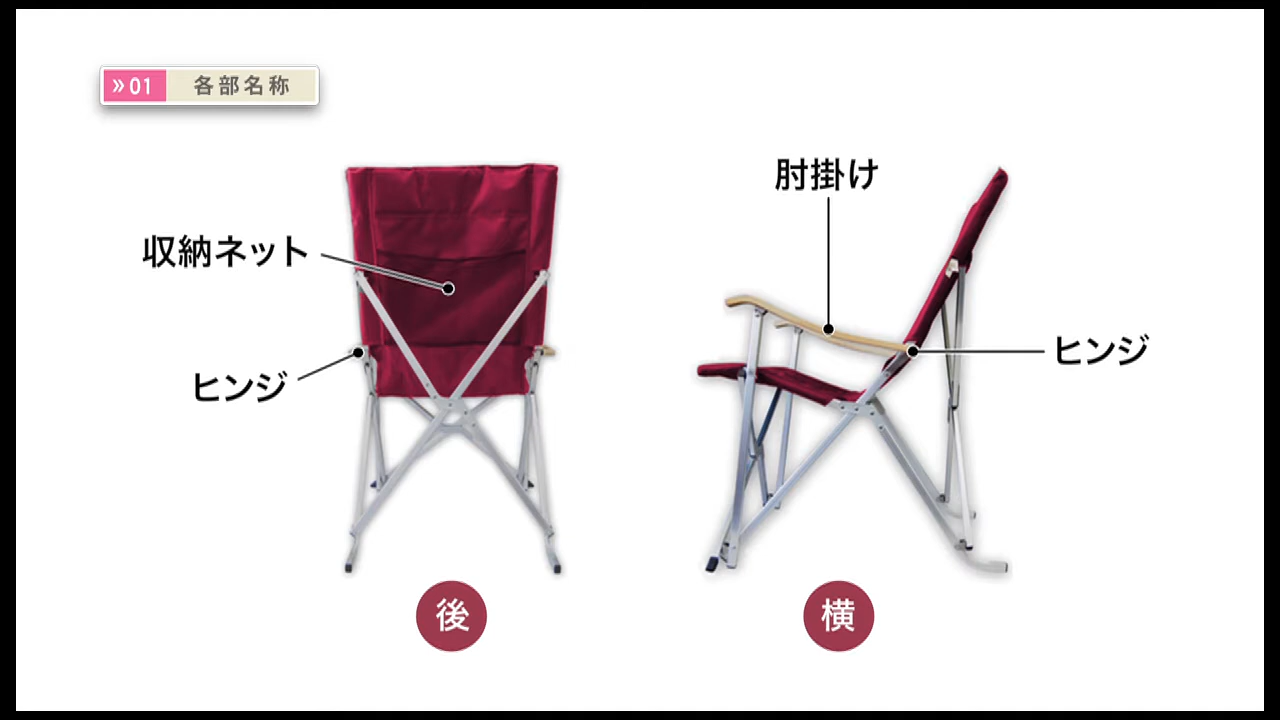 »01 各部名称
肘掛け
収納ネット
ヒンジ
ヒンジ
後
横